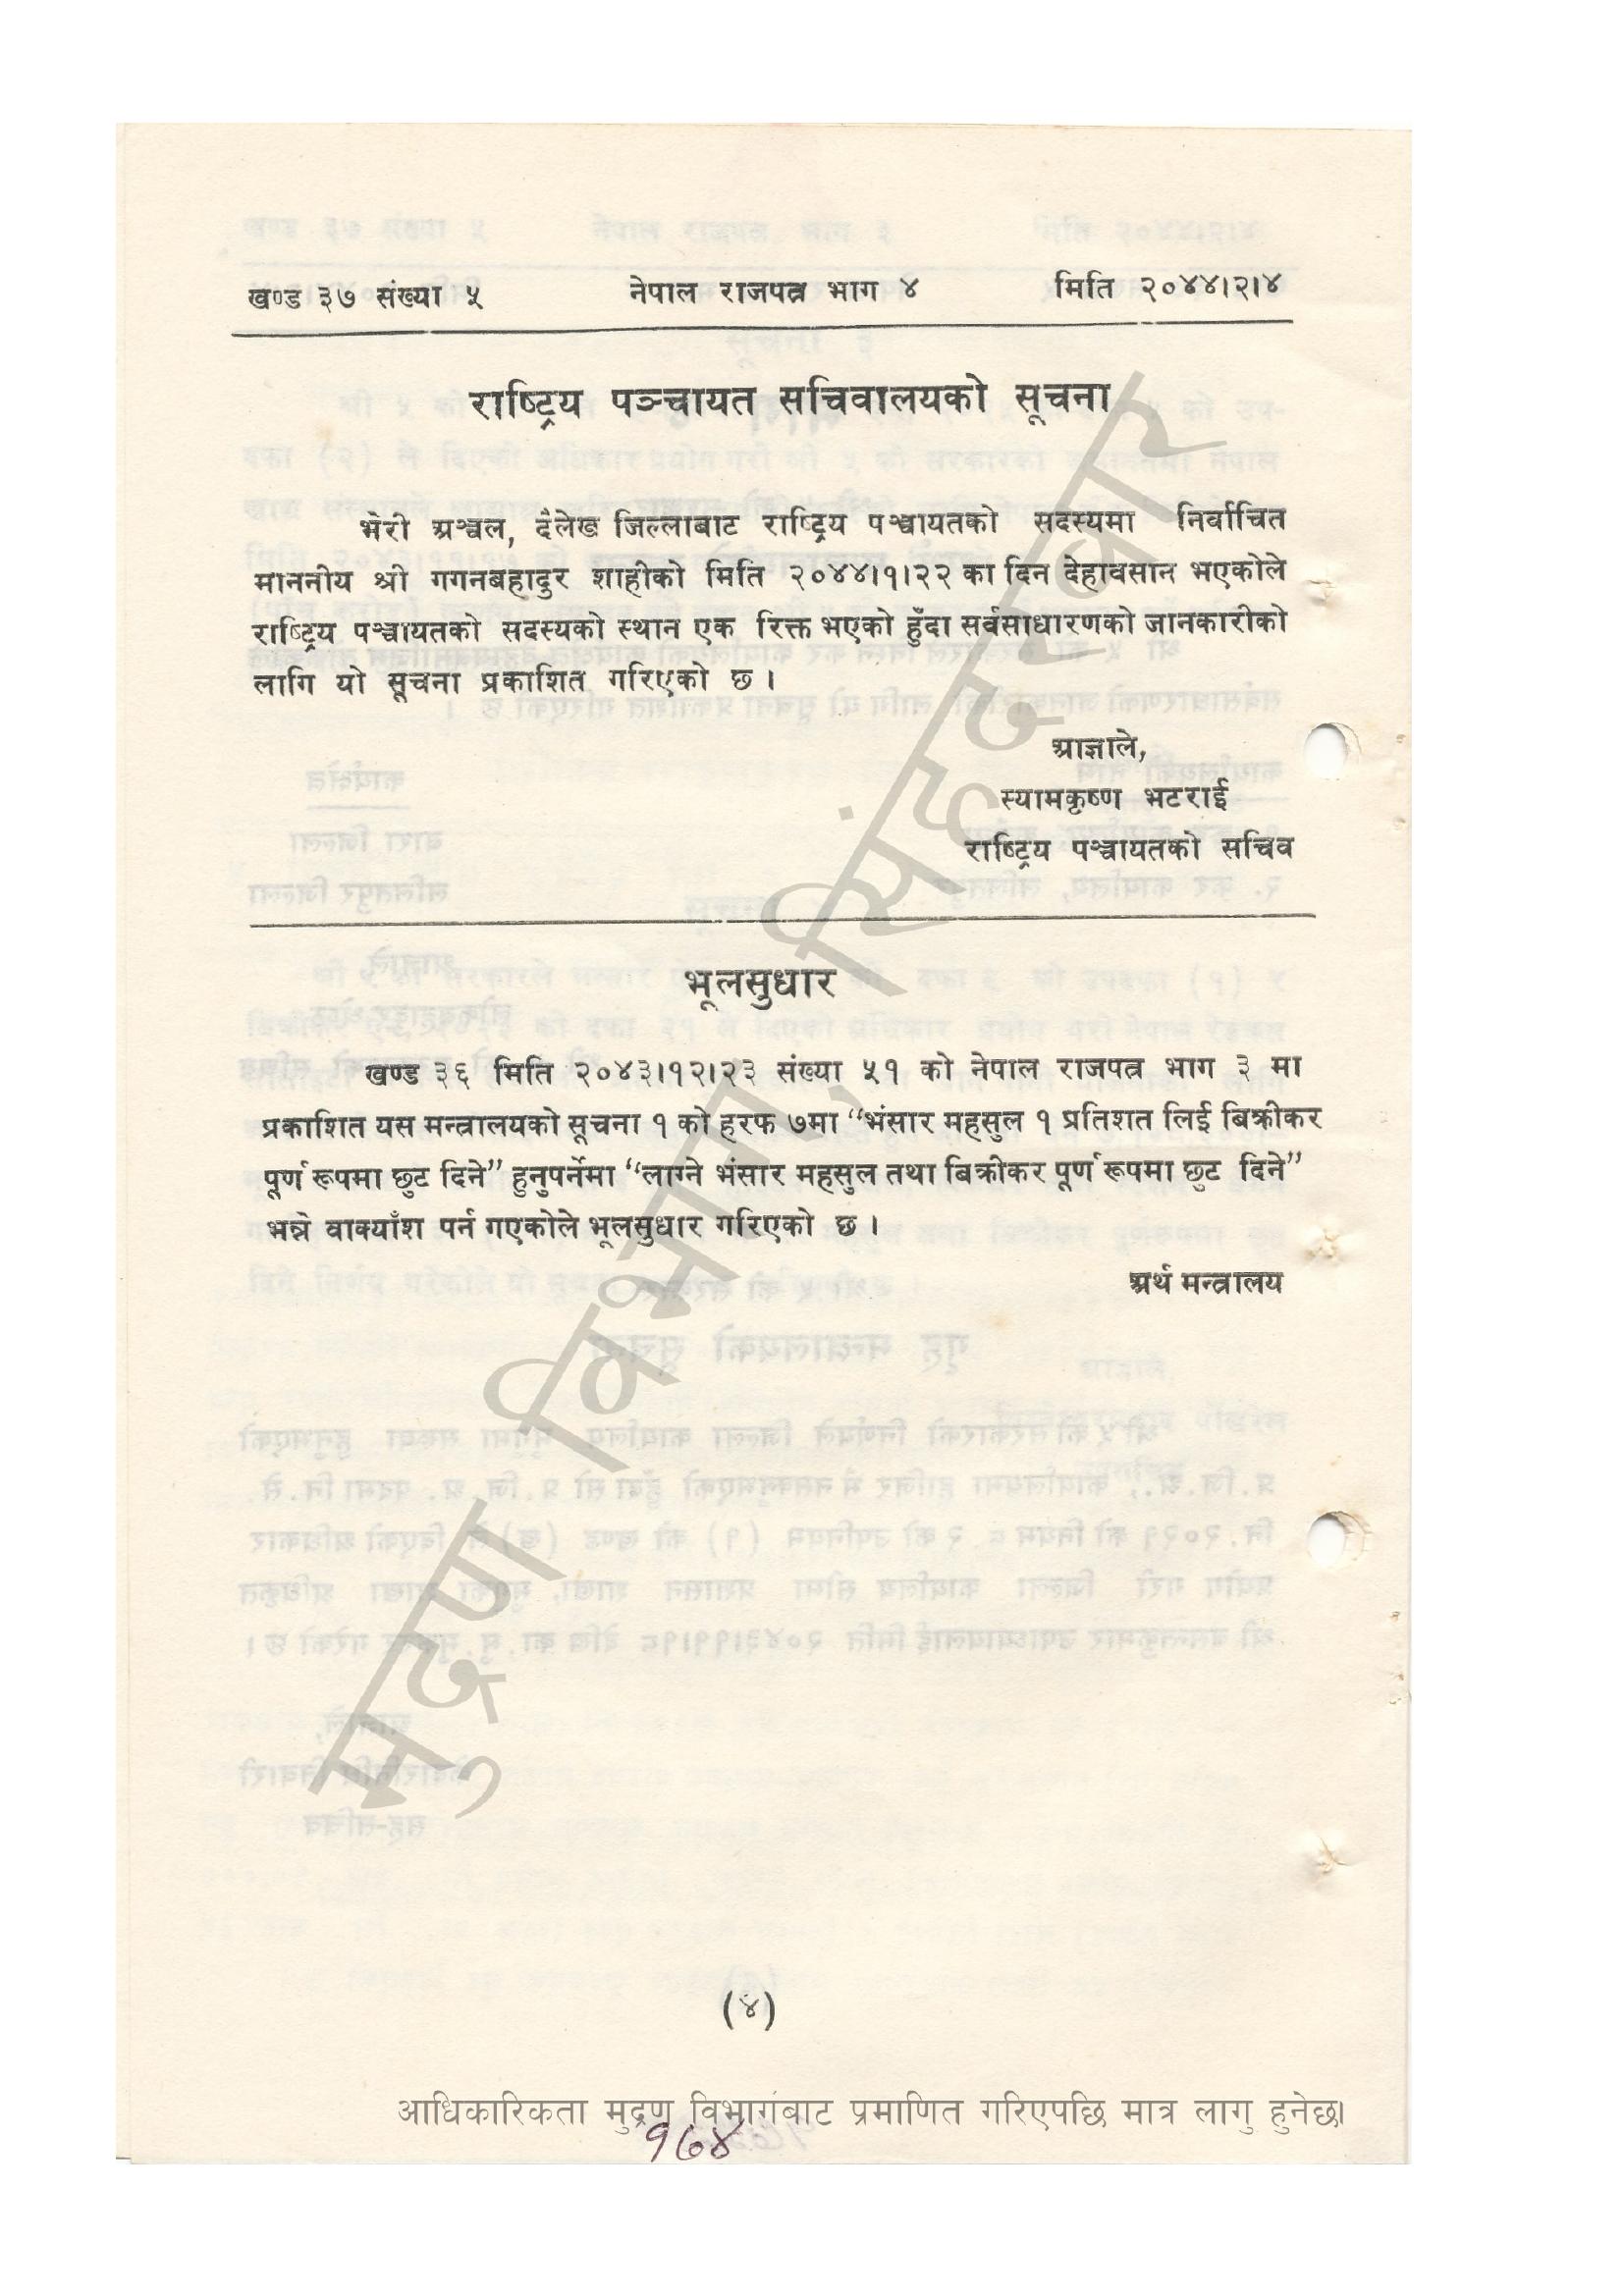 खण्ड ३७ संख्या ५ नेपाल राजपत्र भाग ४ मिति २०४४।२।४
राष्ट्रिय पञ्चायत सचिवालयको सूचना
भेरी अञ्चल, दैलेख जिल्लाबाट राष्ट्रिय पञ्चायतको सदस्यमा निर्वाचित
माननीय श्री गगनबहादुर शाहीको मिति २०४४।१।२२ का दिन देहावसान भएकोले
राष्ट्रिय पञ्चायतको सदस्यको स्थान एक रिक्त भएको हुँदा सर्वसाधारणको जानकारीको
लागि यो सूचना प्रकाशित गरिएको छ ।
आज्ञाले,
स्यामकृष्ण भटराई
राष्ट्रिय पञ्चायतको सचिव
भूलसुधार
खण्ड ३६ मिति २०४३।१२।२३ संख्या ५१ को नेपाल राजपत्र भाग ३ मा
प्रकाशित यस मन्त्रालयको सूचना १ को हरफ ७मा “भंसार महसुल १ प्रतिशत लिई बिक्रीकर
पूर्ण रूपमा छुट दिने” हुनुपर्नेमा “लाग्ने भंसार महसुल तथा बिक्रीकर पूर्ण रूपमा छुट दिने”
भन्ने वाक्याँश पर्न गएकोले भूलसुधार गरिएको छ ।
अर्थ मन्त्रालय
मुद्रण विभाग, सिंहदरबार
(४)
आधिकारिकता मुद्रण विभागबाट प्रमाणित गरिएपछि मात्र लागु हुनेछ।
१७४